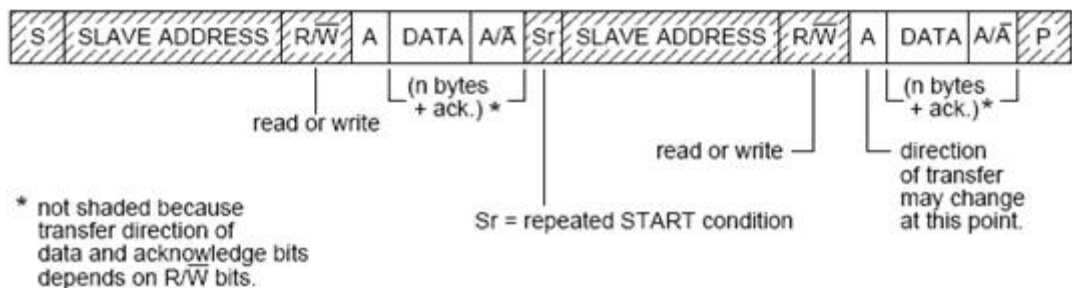 S SLAVE ADDRESS R/W̅ A DATA A/A̅ Sr SLAVE ADDRESS R/W̅ A DATA A/A̅ P
(n bytes
+ ack.) *
read or write
(n bytes
+ ack.) *
read or write
direction
of transfer
may change
at this point.
Sr = repeated START condition
* not shaded because
transfer direction of
data and acknowledge bits
depends on R/W̅ bits.